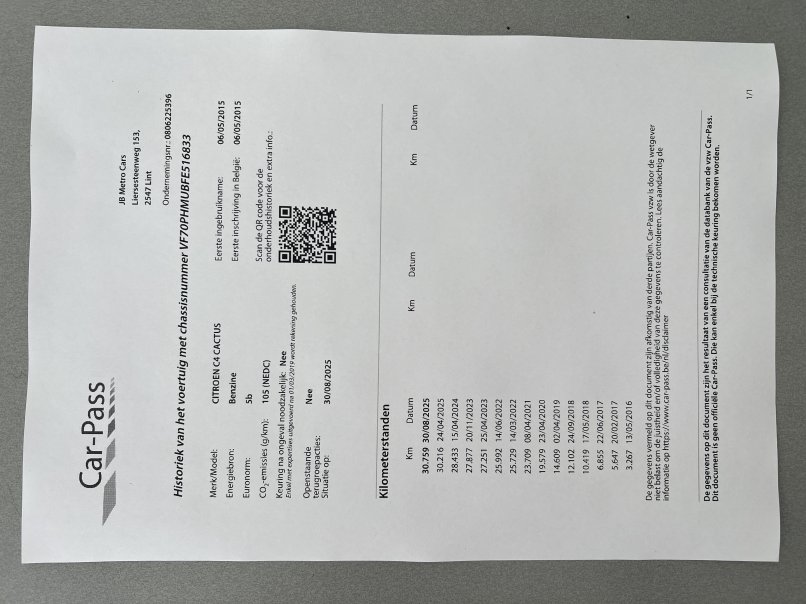 Car-Pass
JB Metro Cars
Liersesteenweg 153,
2547 Lint
Ondernemingsnr.: 0806225396
Historiek van het voertuig met chassisnummer VF70PHMUBFE516833
Merk/Model: CITROEN C4 CACTUS
Energiebron: Benzine
Euronorm: 5b
CO₂-emissies (g/km): 105 (NEDC)
Keuring na ongeval noodzakelijk: Nee
Enkel met expertises uitgevoerd na 01/03/2019 wordt rekening gehouden.
Openstaande
terugroepacties: Nee
Situatie op: 30/08/2025
Eerste ingebruikname: 06/05/2015
Eerste inschrijving in België: 06/05/2015
Scan de QR code voor de
onderhoudshistoriek en extra info.:
Kilometerstanden
Km Datum Km Datum Km Datum
30.759 30/08/2025
30.216 24/04/2025
28.433 15/04/2024
27.877 20/11/2023
27.251 25/04/2023
25.992 14/06/2022
25.729 14/03/2022
23.709 08/04/2021
19.579 23/04/2020
14.609 02/04/2019
12.102 24/09/2018
10.419 17/05/2018
6.855 22/06/2017
5.647 20/02/2017
3.267 13/05/2016
De gegevens vermeld op dit document zijn afkomstig van derde partijen. Car-Pass vzw is door de wetgever
niet belast om de juistheid en/of volledigheid van deze gegevens te controleren. Lees aandachtig de
informatie op https://www.car-pass.be/nl/disclaimer
De gegevens op dit document zijn het resultaat van een consultatie van de databank van de vzw Car-Pass.
Dit document is geen officiële Car-Pass. Die kan enkel bij de technische keuring bekomen worden.
1/1